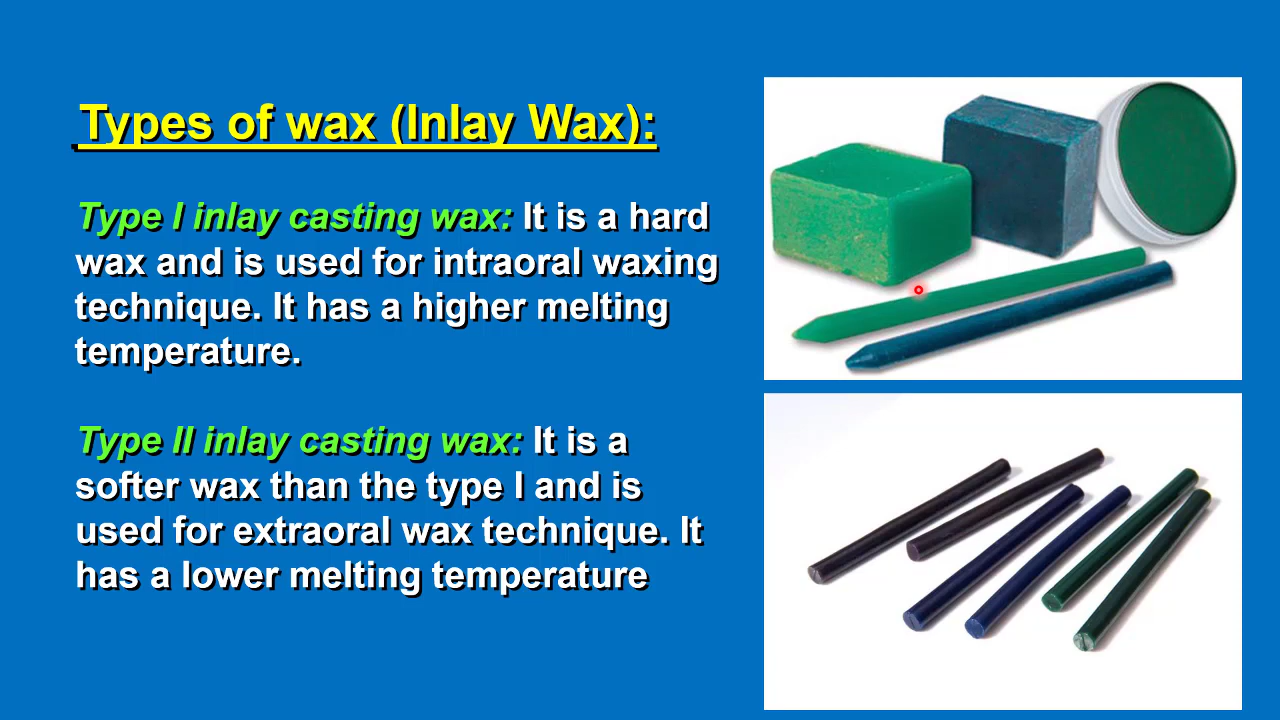 Types of wax (Inlay Wax):
Type I inlay casting wax: It is a hard
wax and is used for intraoral waxing
technique. It has a higher melting
temperature.
Type II inlay casting wax: It is a
softer wax than the type I and is
used for extraoral wax technique. It
has a lower melting temperature